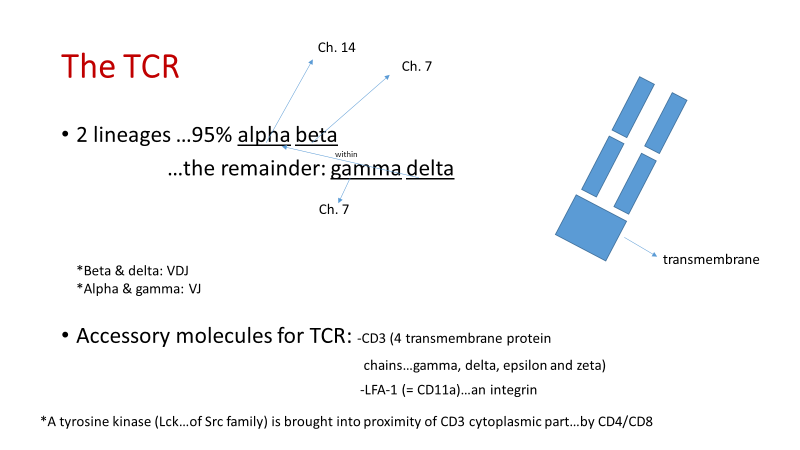 The TCR
Ch. 14
Ch. 7
• 2 lineages …95% alpha beta
within
…the remainder: gamma delta
Ch. 7
transmembrane
*Beta & delta: VDJ
*Alpha & gamma: VJ
• Accessory molecules for TCR: -CD3 (4 transmembrane protein
chains…gamma, delta, epsilon and zeta)
-LFA-1 (= CD11a)…an integrin
*A tyrosine kinase (Lck…of Src family) is brought into proximity of CD3 cytoplasmic part…by CD4/CD8